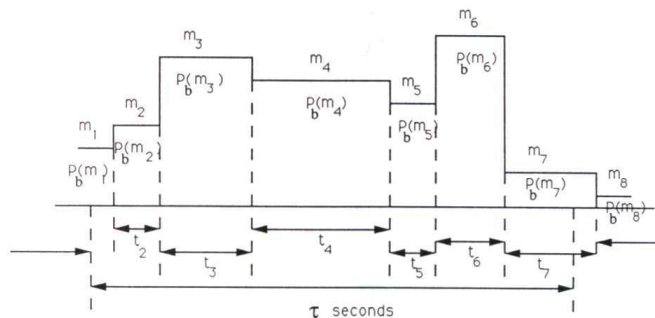 m6
m3
m4
P_b(m6)
m5
P_b(m3)
P_b(m4)
m2
m1
P_b(m5)
P_b(m2)
m7
P_b(m1)
P_b(m7)
m8
P_b(m8)
t2
t3
t4
t5
t6
t7
τ seconds